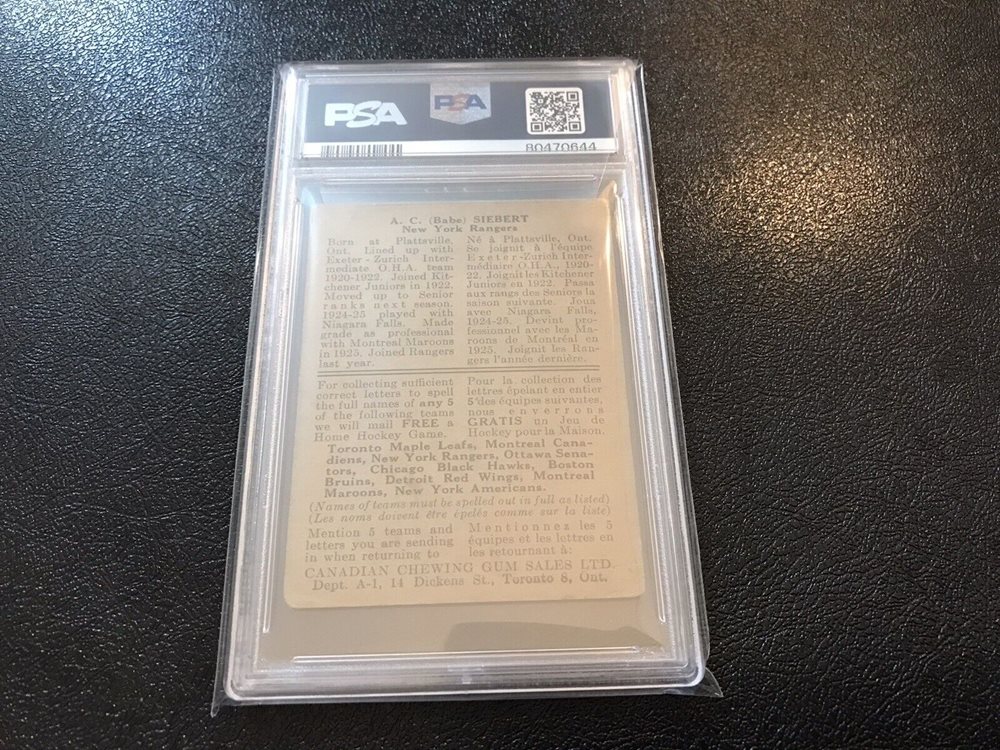 PSA
PSA
80470644
A. C. (Babe) SIEBERT
New York Rangers
Born at Plattsville,
Ont. Lined up with
Exeter - Zurich Inter-
mediate O.H.A. team
1920-1922. Joined Kit-
chener Juniors in 1922.
Moved up to Senior
ranks next season.
1924-25 played with
Niagara Falls. Made
grade as professional
with Montreal Maroons
in 1925. Joined Rangers
last year.
Né à Plattsville, Ont.
Se joignit à l'équipe
Exeter-Zurich Inter-
médiaire O.H.A., 1920-
22. Joignit les Kitchener
Juniors en 1922. Passa
aux rangs des Seniors la
saison suivante. Joua
avec Niagara Falls,
1924-25. Devint pro-
fessionnel avec les Ma-
roons de Montréal en
1925. Joignit les Ran-
gers l'année dernière.
For collecting sufficient
correct letters to spell
the full names of any 5
of the following teams
we will mail FREE a
Home Hockey Game.
Pour la collection des
lettres épelant en entier
5 des équipes suivantes,
nous enverrons
GRATIS un Jeu de
Hockey pour la Maison.
Toronto Maple Leafs, Montreal Cana-
diens, New York Rangers, Ottawa Sena-
tors, Chicago Black Hawks, Boston
Bruins, Detroit Red Wings, Montreal
Maroons, New York Americans.
(Names of teams must be spelled out in full as listed)
(Les noms doivent être épelés comme sur la liste)
Mention 5 teams and
letters you are sending
in when returning to
Mentionnez les 5
équipes et les lettres en
les retournant à:
CANADIAN CHEWING GUM SALES LTD.
Dept. A-1, 14 Dickens St., Toronto 8, Ont.